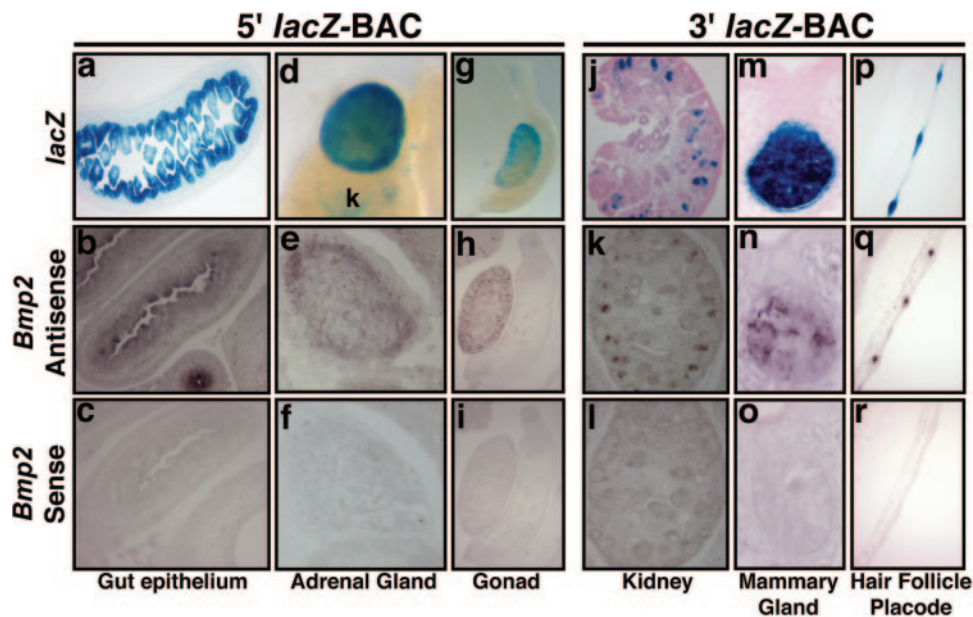 5' lacZ-BAC 3' lacZ-BAC
lacZ
a d g j m p
k
Bmp2
Antisense
b e h k n q
Bmp2
Sense
c f i l o r
Gut epithelium Adrenal Gland Gonad Kidney Mammary Gland Hair Follicle Placode